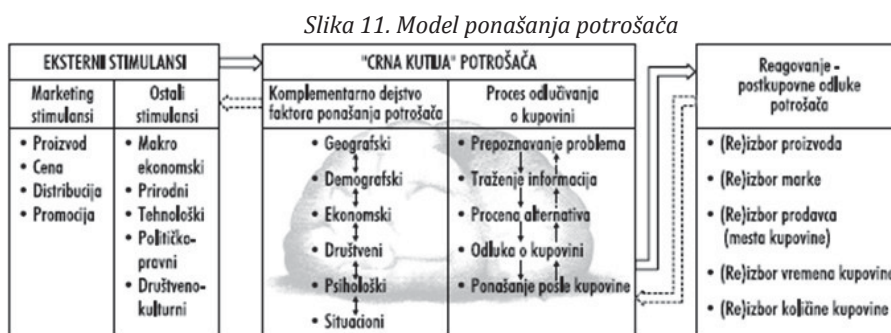 Slika 11. Model ponašanja potrošača
EKSTERNI STIMULANSI
Marketing
stimulansi
• Proizvod
• Cena
• Distribucija
• Promocija
Ostali
stimulansi
• Makro
ekonomski
• Prirodni
• Tehnološki
• Političko-
pravni
• Društveno-
kulturni
"CRNA KUTIJA" POTROŠAČA
Komplementarno dejstvo
faktora ponašanja potrošača
• Geografski
• Demografski
• Ekonomski
• Društveni
• Psihološki
• Situacioni
Proces odlučivanja
o kupovini
• Prepoznavanje problema
• Traženje informacija
• Procena alternativa
• Odluka o kupovini
• Ponašanje posle kupovine
Reagovanje -
postkupovne odluke
potrošača
• (Re)izbor proizvoda
• (Re)izbor marke
• (Re)izbor prodavca
(mesta kupovine)
• (Re)izbor vremena kupovine
• (Re)izbor količine kupovine